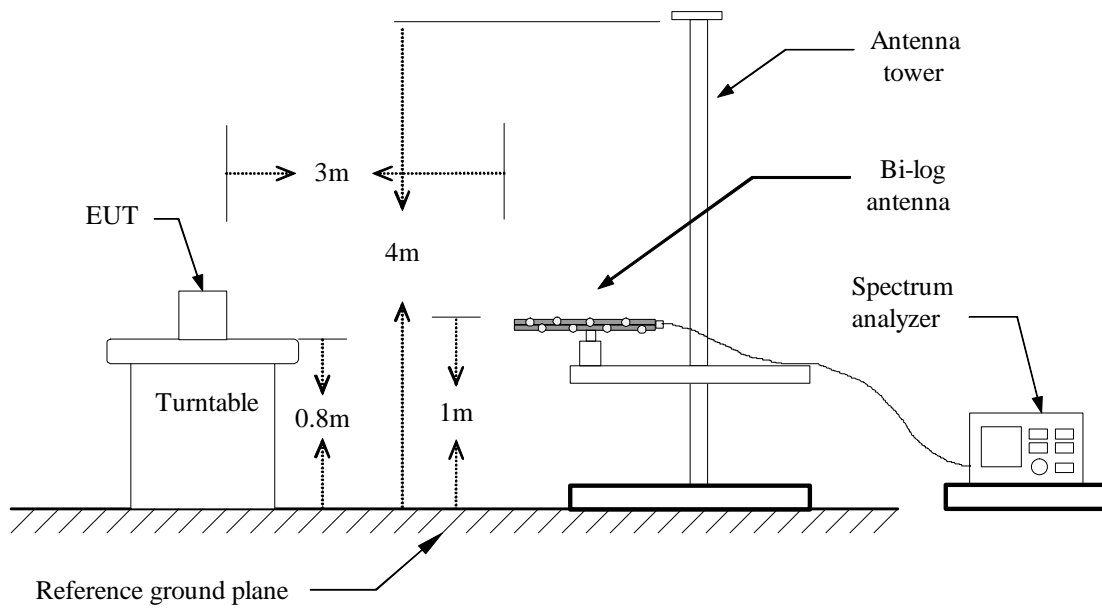 Antenna
tower
3m
Bi-log
antenna
EUT
4m
Spectrum
analyzer
Turntable
0.8m
1m
Reference ground plane